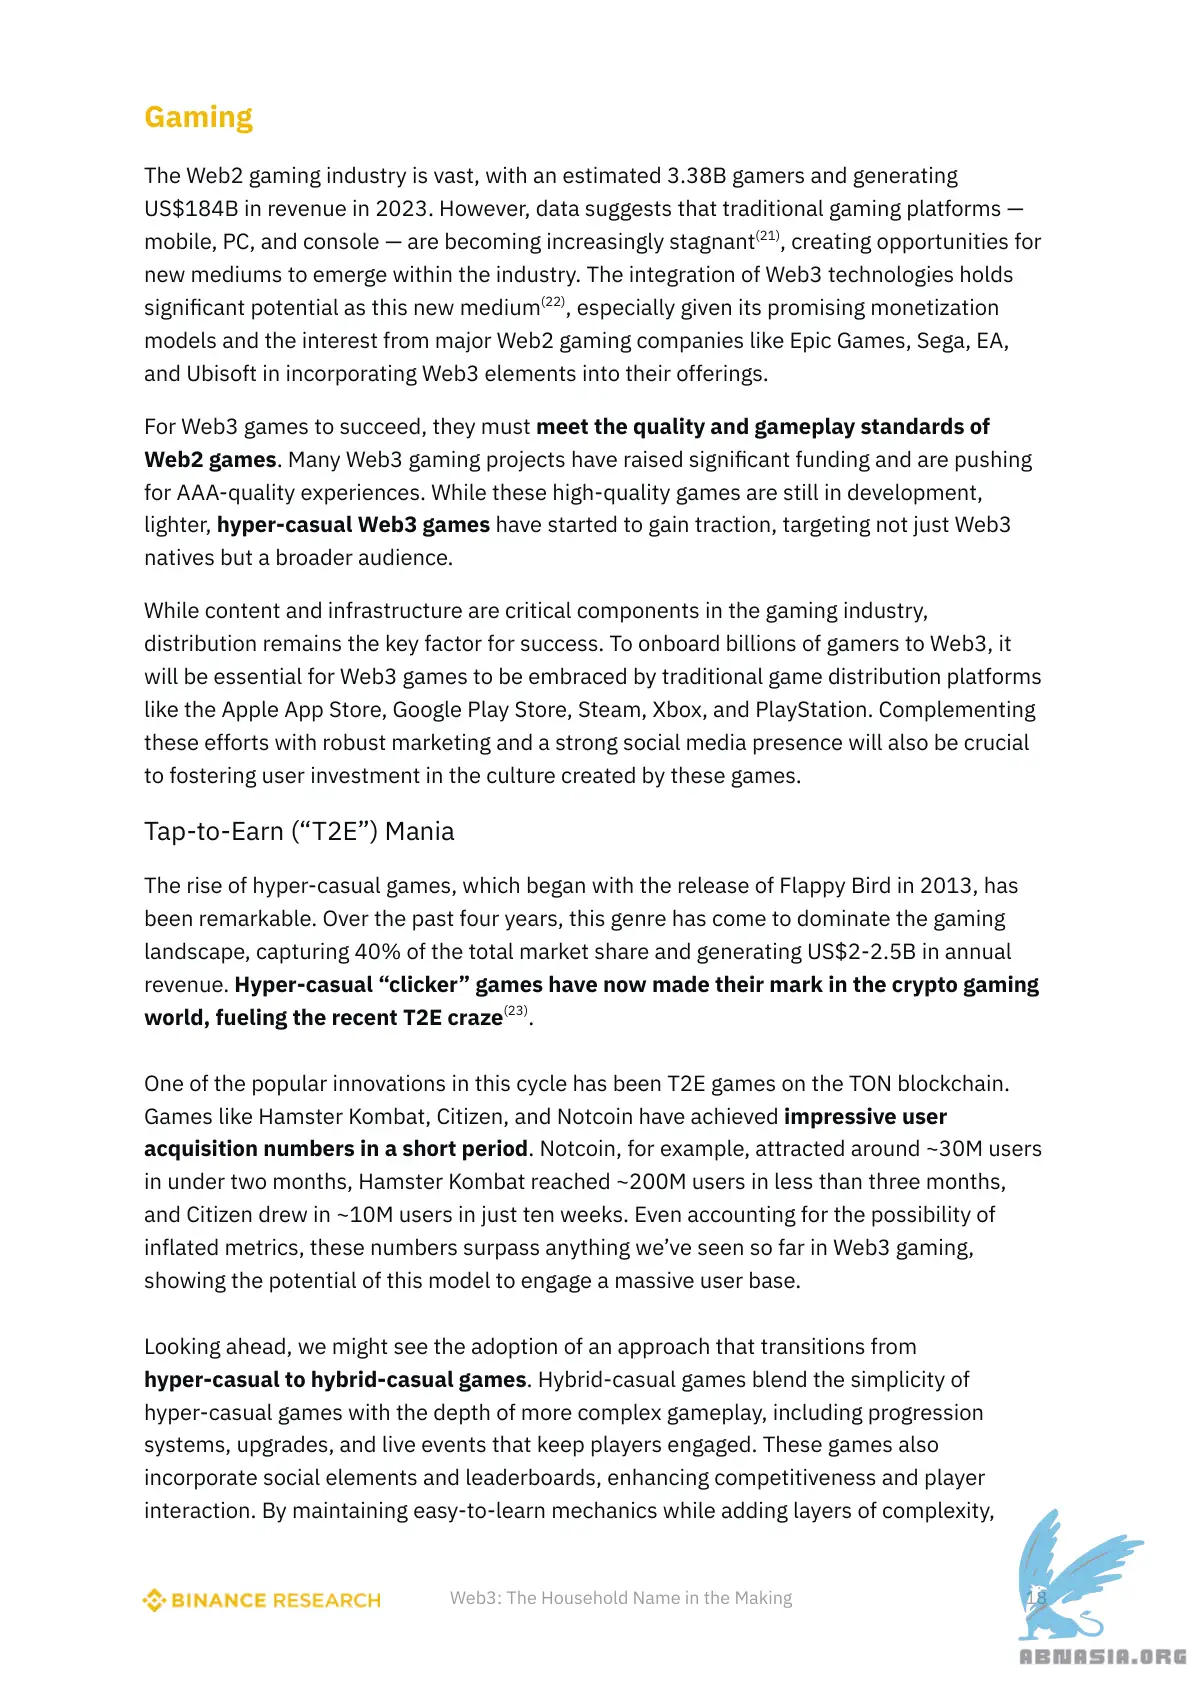 Gaming
The Web2 gaming industry is vast, with an estimated 3.38B gamers and generating
US$184B in revenue in 2023. However, data suggests that traditional gaming platforms —
mobile, PC, and console — are becoming increasingly stagnant(21), creating opportunities for
new mediums to emerge within the industry. The integration of Web3 technologies holds
significant potential as this new medium(22), especially given its promising monetization
models and the interest from major Web2 gaming companies like Epic Games, Sega, EA,
and Ubisoft in incorporating Web3 elements into their offerings.
For Web3 games to succeed, they must meet the quality and gameplay standards of
Web2 games. Many Web3 gaming projects have raised significant funding and are pushing
for AAA-quality experiences. While these high-quality games are still in development,
lighter, hyper-casual Web3 games have started to gain traction, targeting not just Web3
natives but a broader audience.
While content and infrastructure are critical components in the gaming industry,
distribution remains the key factor for success. To onboard billions of gamers to Web3, it
will be essential for Web3 games to be embraced by traditional game distribution platforms
like the Apple App Store, Google Play Store, Steam, Xbox, and PlayStation. Complementing
these efforts with robust marketing and a strong social media presence will also be crucial
to fostering user investment in the culture created by these games.
Tap-to-Earn (“T2E”) Mania
The rise of hyper-casual games, which began with the release of Flappy Bird in 2013, has
been remarkable. Over the past four years, this genre has come to dominate the gaming
landscape, capturing 40% of the total market share and generating US$2-2.5B in annual
revenue. Hyper-casual “clicker” games have now made their mark in the crypto gaming
world, fueling the recent T2E craze(23).
One of the popular innovations in this cycle has been T2E games on the TON blockchain.
Games like Hamster Kombat, Citizen, and Notcoin have achieved impressive user
acquisition numbers in a short period. Notcoin, for example, attracted around ~30M users
in under two months, Hamster Kombat reached ~200M users in less than three months,
and Citizen drew in ~10M users in just ten weeks. Even accounting for the possibility of
inflated metrics, these numbers surpass anything we’ve seen so far in Web3 gaming,
showing the potential of this model to engage a massive user base.
Looking ahead, we might see the adoption of an approach that transitions from
hyper-casual to hybrid-casual games. Hybrid-casual games blend the simplicity of
hyper-casual games with the depth of more complex gameplay, including progression
systems, upgrades, and live events that keep players engaged. These games also
incorporate social elements and leaderboards, enhancing competitiveness and player
interaction. By maintaining easy-to-learn mechanics while adding layers of complexity,
BINANCE RESEARCH
Web3: The Household Name in the Making
18
ABNASIA.ORG